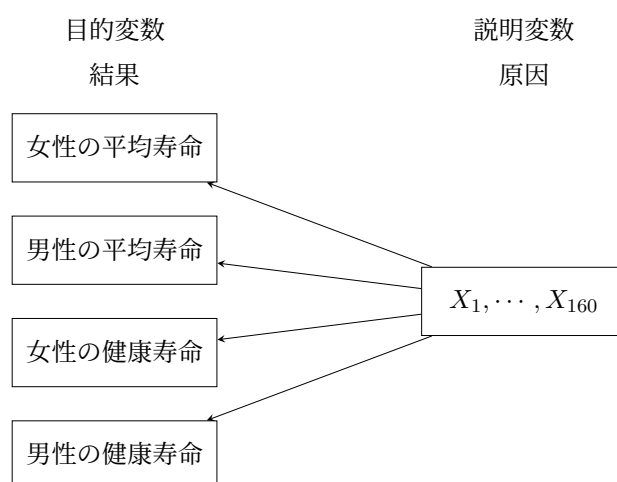 目的変数
結果
説明変数
原因
女性の平均寿命
男性の平均寿命
女性の健康寿命
男性の健康寿命
X₁, ⋯ , X₁₆₀